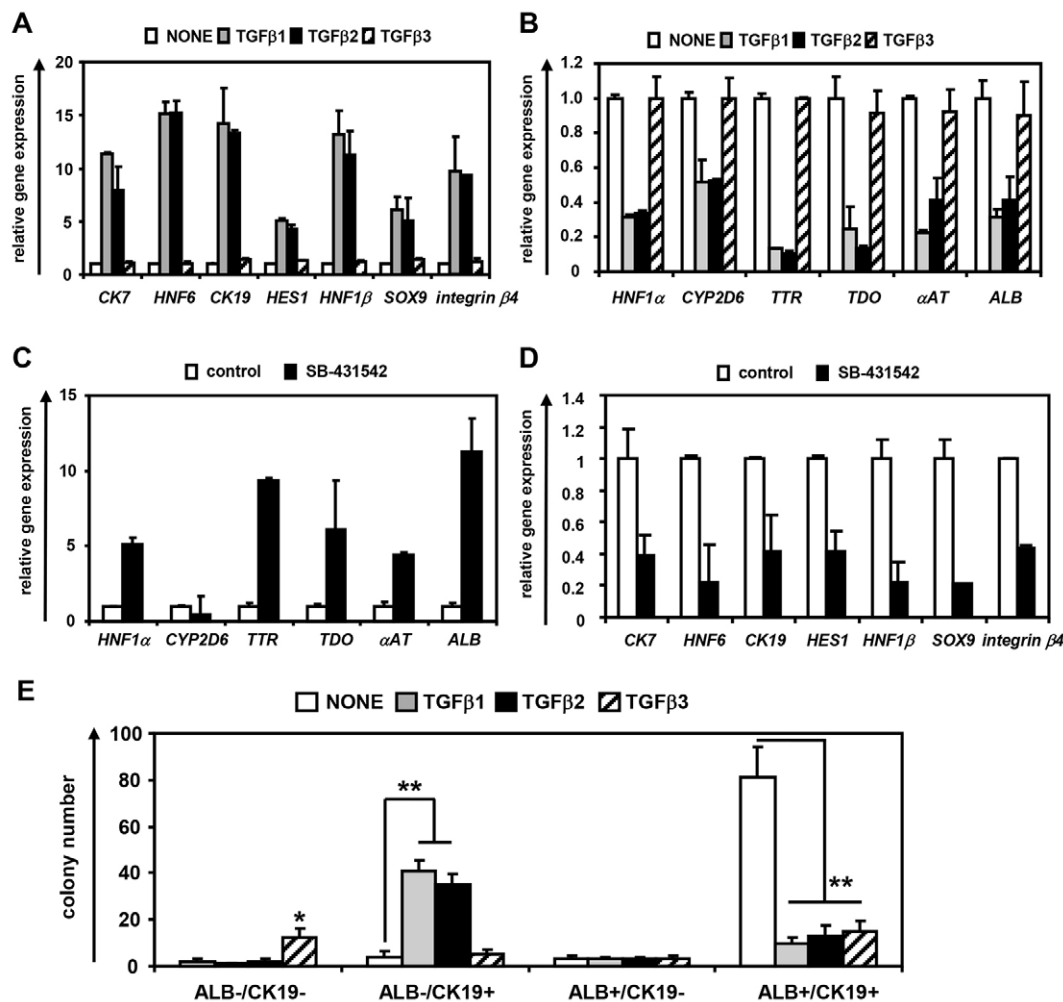 A
NONE TGFβ1 TGFβ2 TGFβ3
relative gene expression
20
15
10
5
0
CK7 HNF6 CK19 HES1 HNF1β SOX9 integrin β4
B
NONE TGFβ1 TGFβ2 TGFβ3
relative gene expression
1.2
1.0
0.8
0.6
0.4
0.2
0
HNF1α CYP2D6 TTR TDO αAT ALB
C
control SB-431542
relative gene expression
15
10
5
0
HNF1α CYP2D6 TTR TDO αAT ALB
D
control SB-431542
relative gene expression
1.4
1.2
1
0.8
0.6
0.4
0.2
0
CK7 HNF6 CK19 HES1 HNF1β SOX9 integrin β4
E
NONE TGFβ1 TGFβ2 TGFβ3
colony number
100
80
60
40
20
0
*
**
**
ALB-/CK19- ALB-/CK19+ ALB+/CK19- ALB+/CK19+